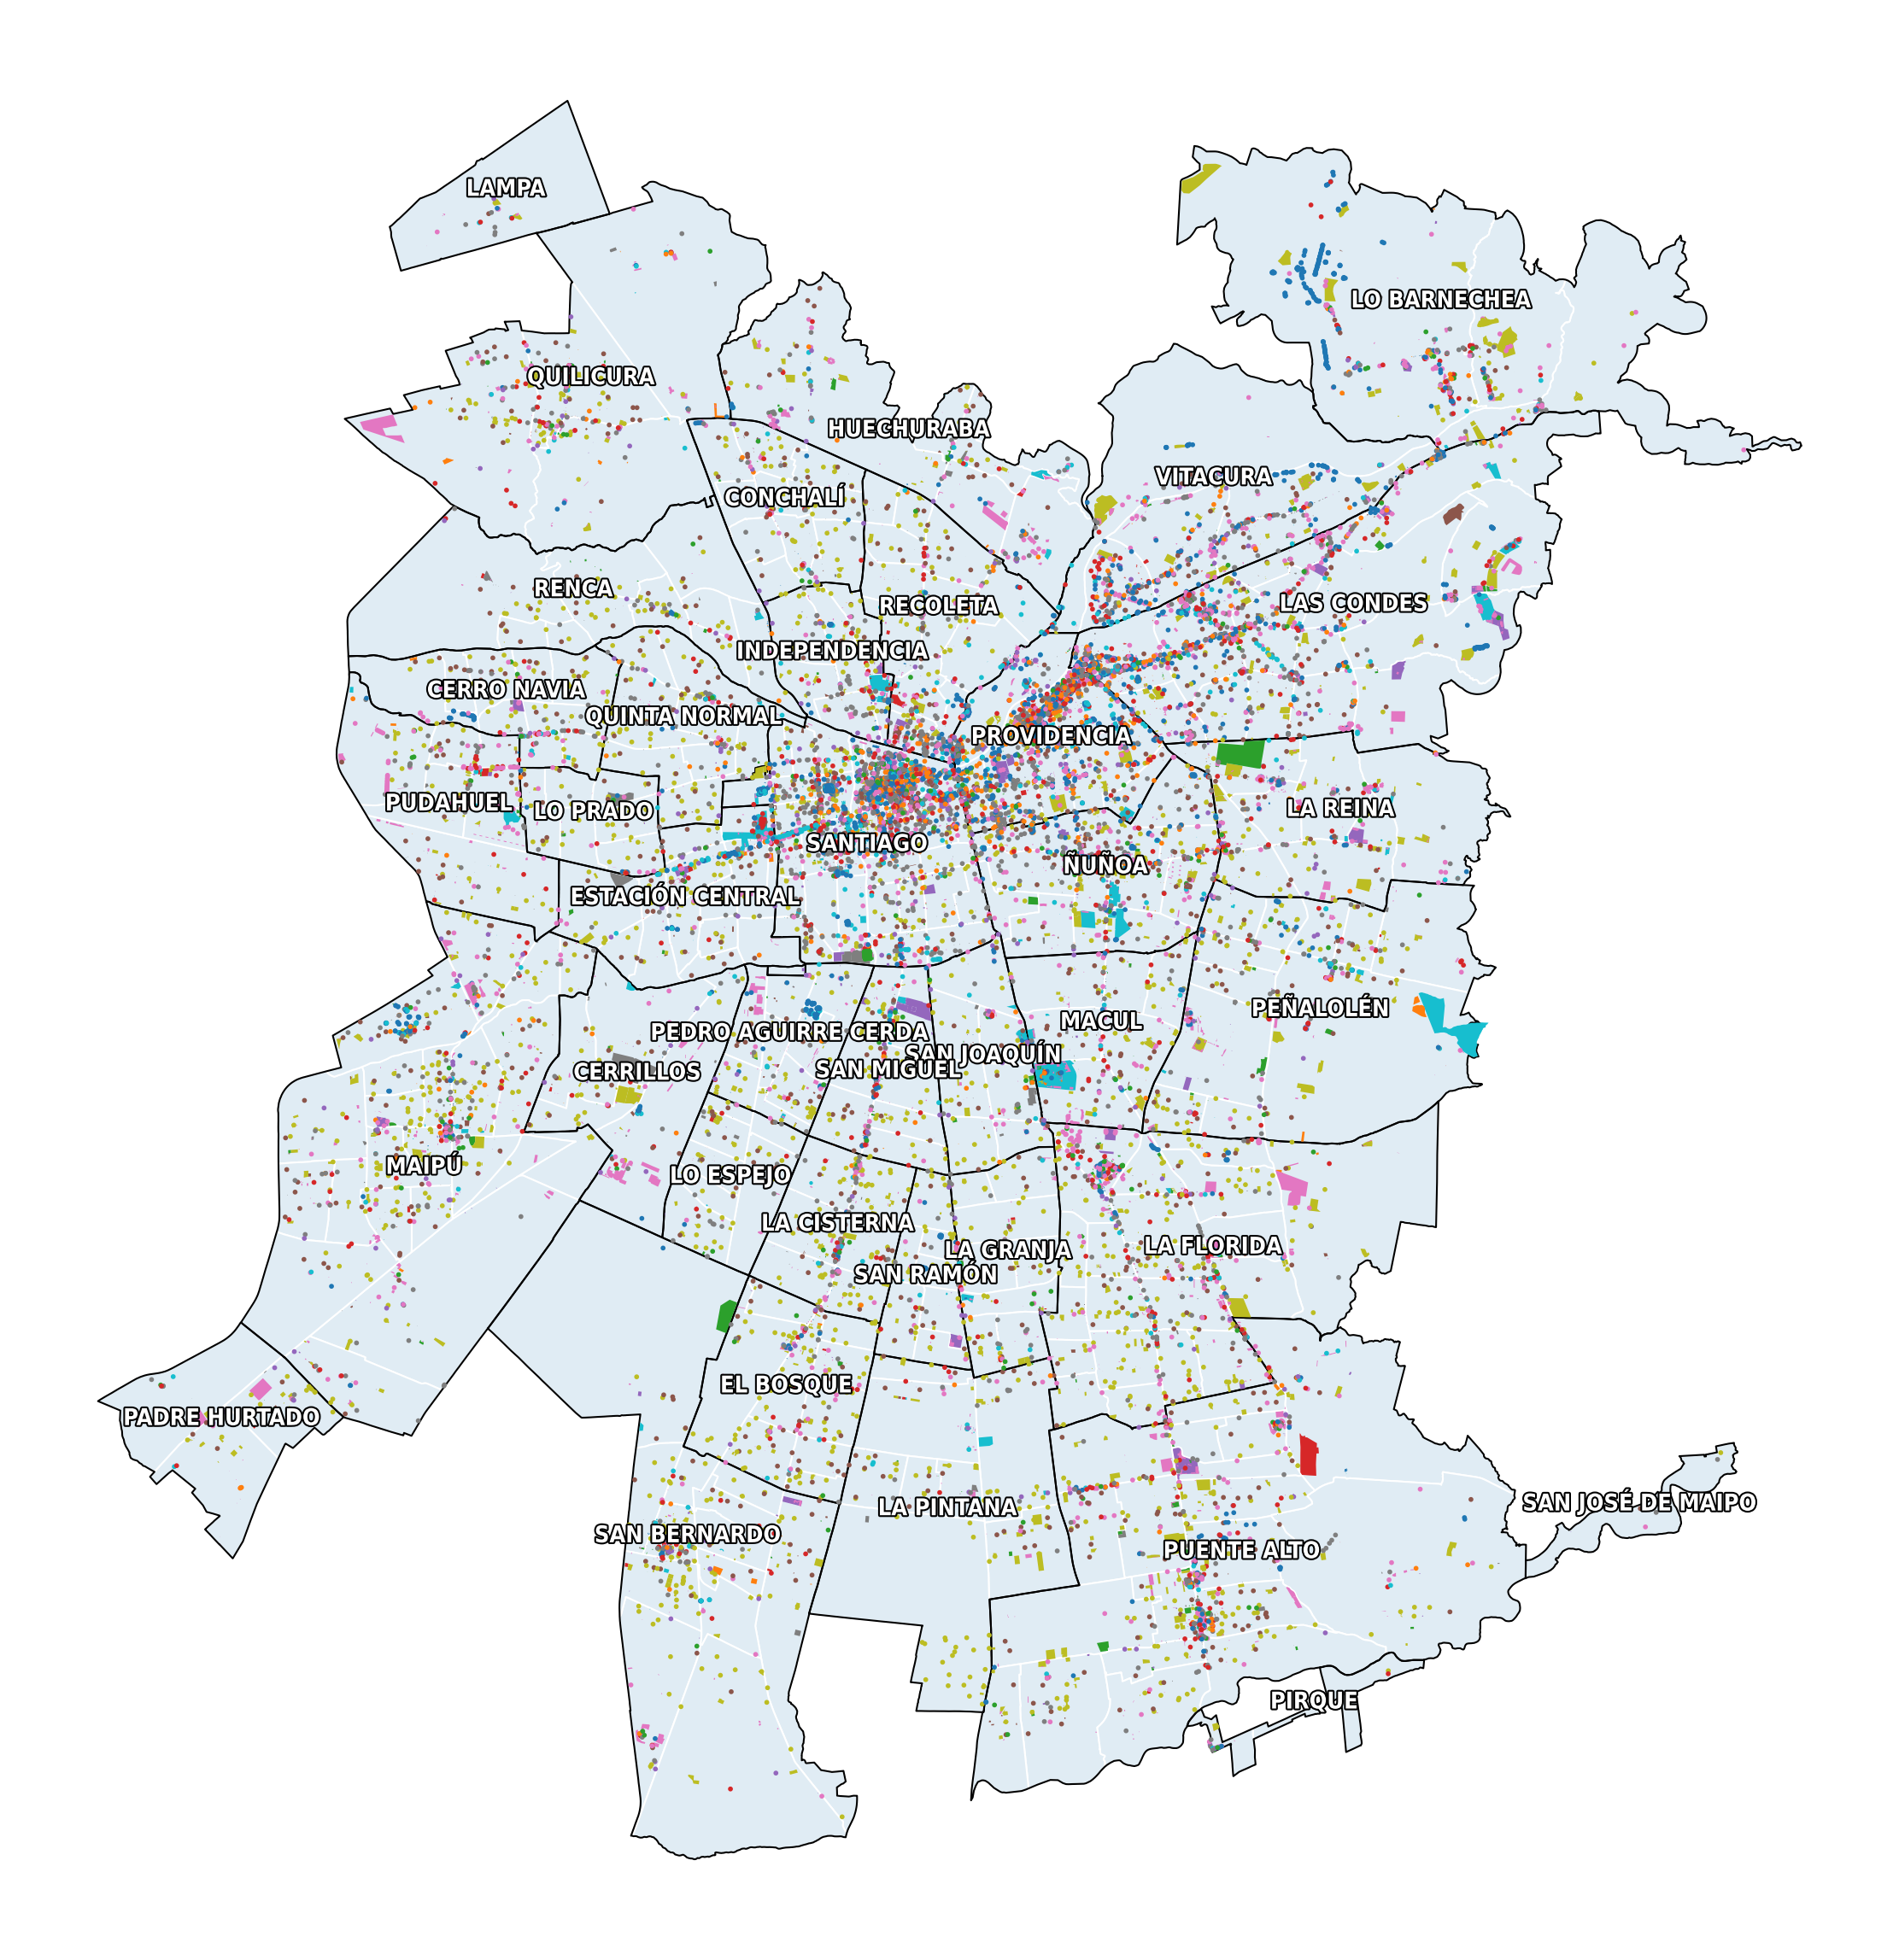 LAMPA
LO BARNECHEA
QUILICURA
HUECHURABA
VITACURA
CONCHALÍ
RENCA
LAS CONDES
RECOLETA
INDEPENDENCIA
CERRO NAVIA
QUINTA NORMAL
PROVIDENCIA
PUDAHUEL
LA REINA
LO PRADO
SANTIAGO
ÑUÑOA
ESTACIÓN CENTRAL
PEÑALOLÉN
MACUL
PEDRO AGUIRRE CERDA
SAN JOAQUÍN
SAN MIGUEL
CERRILLOS
MAIPÚ
LO ESPEJO
LA CISTERNA
LA FLORIDA
LA GRANJA
SAN RAMÓN
EL BOSQUE
PADRE HURTADO
SAN JOSÉ DE MAIPO
LA PINTANA
SAN BERNARDO
PUENTE ALTO
PIRQUE